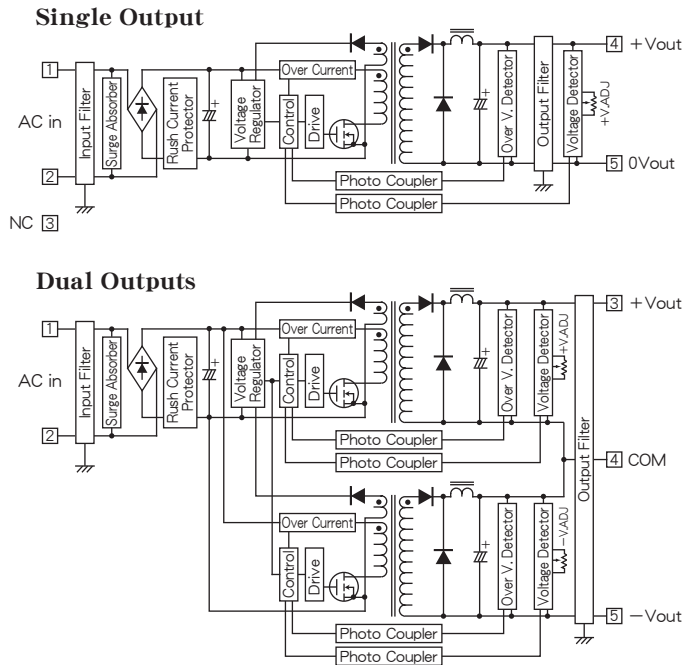 Single Output
1
AC in
2
NC 3
Input Filter
Surge Absorber
Rush Current
Protector
+
Voltage
Regulator
Over Current
Control
Drive
Photo Coupler
Photo Coupler
+
Over V. Detector
Output Filter
Voltage Detector
+V.ADJ
4 +Vout
5 0Vout
Dual Outputs
1
AC in
2
Input Filter
Surge Absorber
Rush Current
Protector
+
Voltage
Regulator
Over Current
Control
Drive
Photo Coupler
Photo Coupler
+
Over V. Detector
Voltage Detector
+V.ADJ
Output Filter
3 +Vout
4 COM
Over Current
Control
Drive
Photo Coupler
Photo Coupler
+
Over V. Detector
Voltage Detector
−V.ADJ
5 −Vout